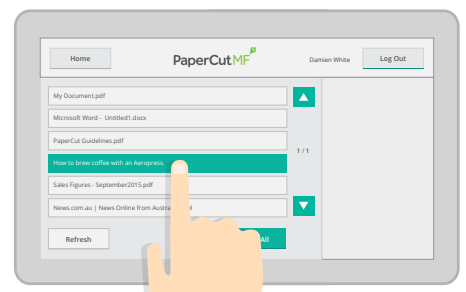 Home
PaperCut MF
Damien White
Log Out
My Document.pdf
Microsoft Word - Untitled1.docx
PaperCut Guidelines.pdf
1 / 1
How to brew coffee with an Aeropress.
Sales Figures - September2015.pdf
News.com.au | News Online from
Refresh
All